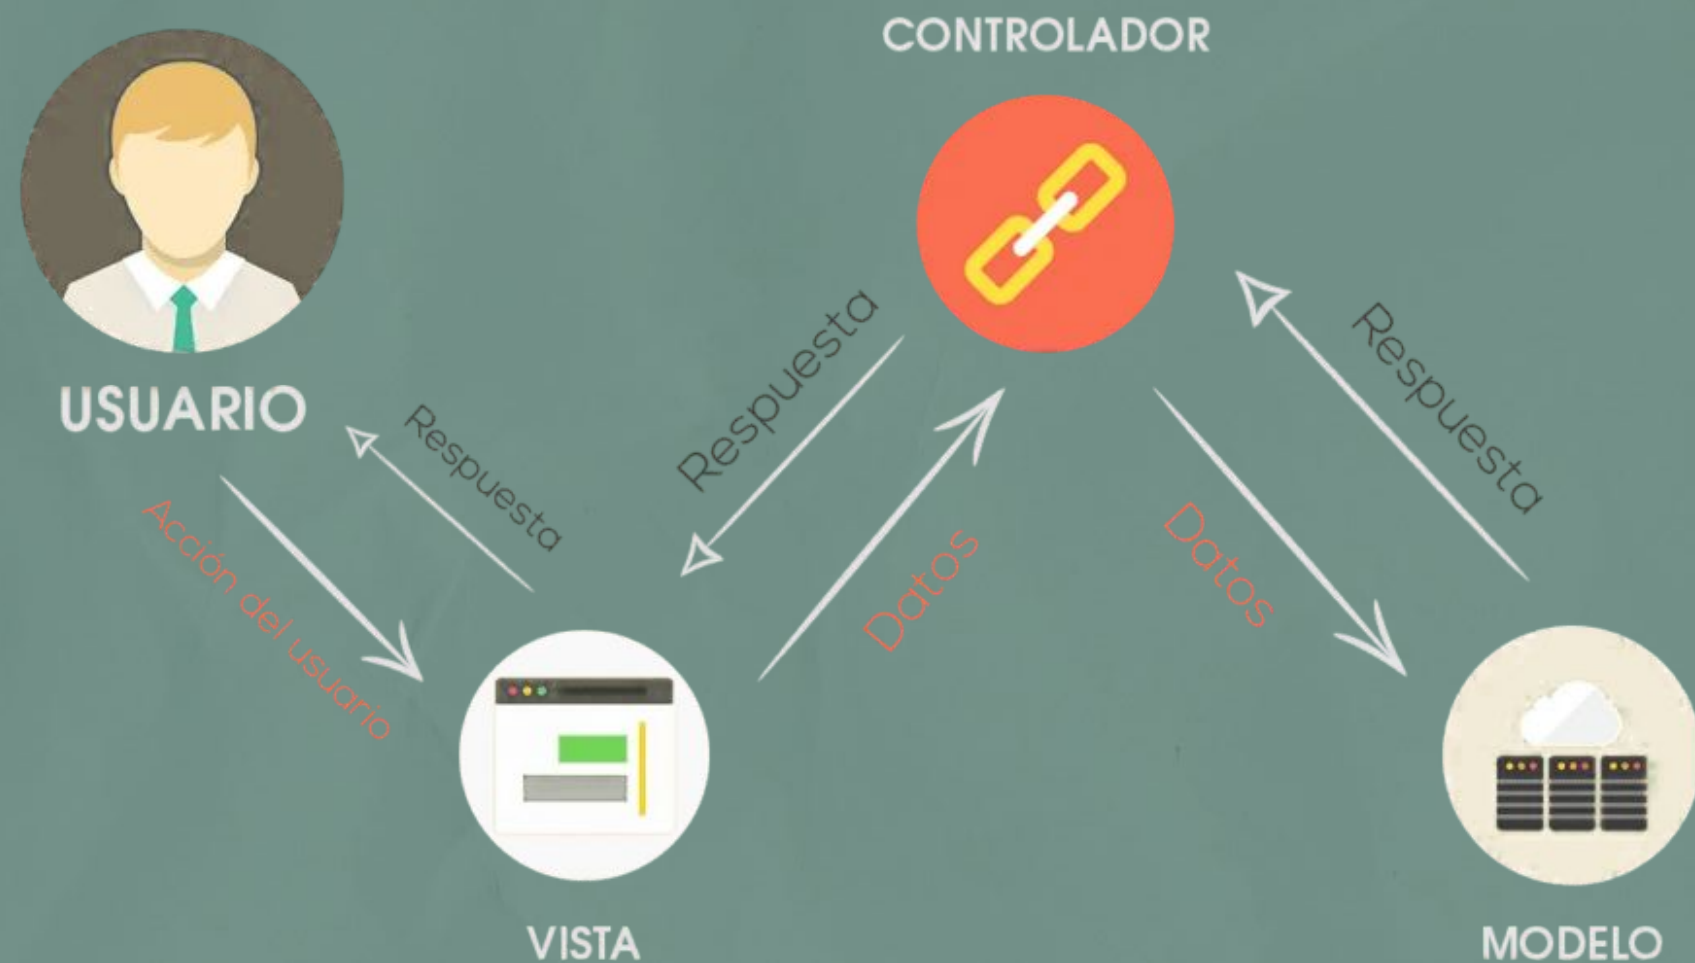 CONTROLADOR
USUARIO
Respuesta
Acción del usuario
Respuesta
Datos
Datos
Respuesta
VISTA
MODELO